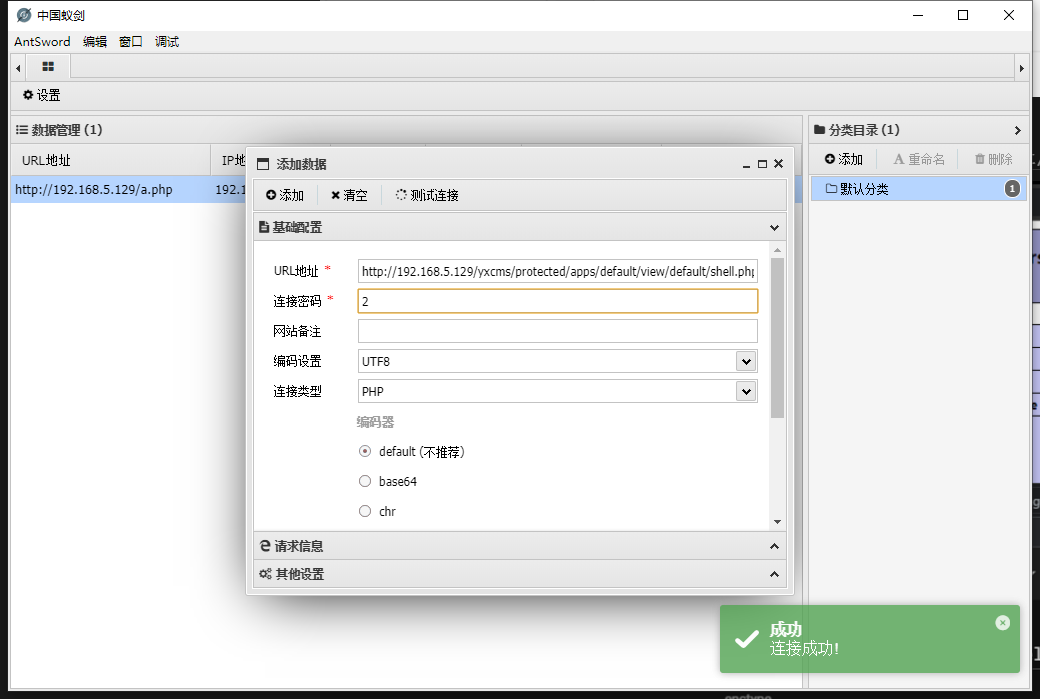 中国蚁剑
AntSword 编辑 窗口 调试
设置
数据管理 (1)
分类目录 (1)
URL地址
IP地
添加 重命名 删除
http://192.168.5.129/a.php 192.1
默认分类 1
添加数据
添加 清空 测试连接
基础配置
URL地址 *
http://192.168.5.129/yxcms/protected/apps/default/view/default/shell.php
连接密码 *
2
网站备注
编码设置
UTF8
连接类型
PHP
编码器
default (不推荐)
base64
chr
请求信息
其他设置
成功
连接成功!